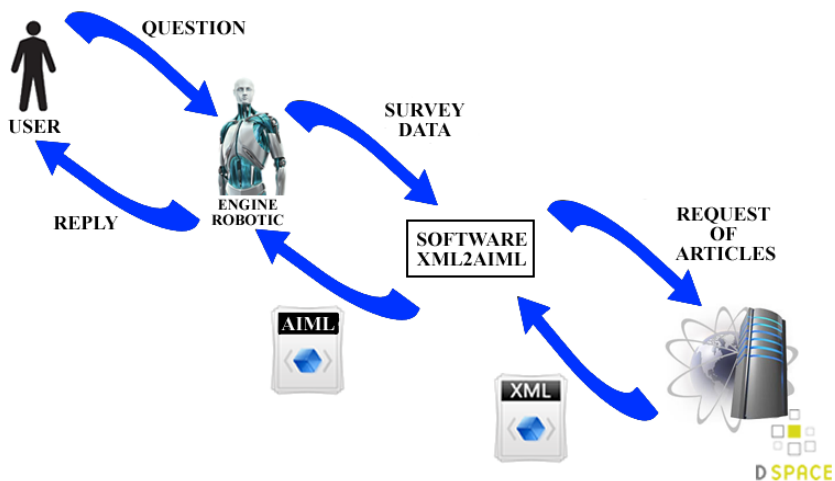 QUESTION
USER
SURVEY
DATA
ENGINE
ROBOTIC
REPLY
REQUEST
OF
ARTICLES
SOFTWARE
XML2AIML
AIML
XML
D SPACE